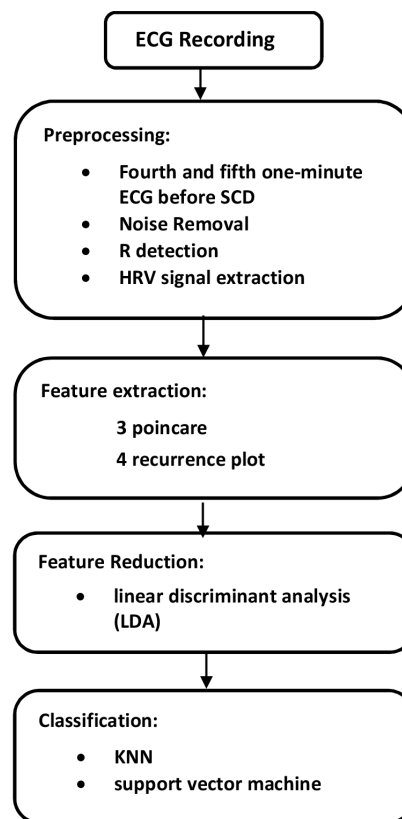 ECG Recording
Preprocessing:
• Fourth and fifth one-minute
ECG before SCD
• Noise Removal
• R detection
• HRV signal extraction
Feature extraction:
3 poincare
4 recurrence plot
Feature Reduction:
• linear discriminant analysis
(LDA)
Classification:
• KNN
• support vector machine